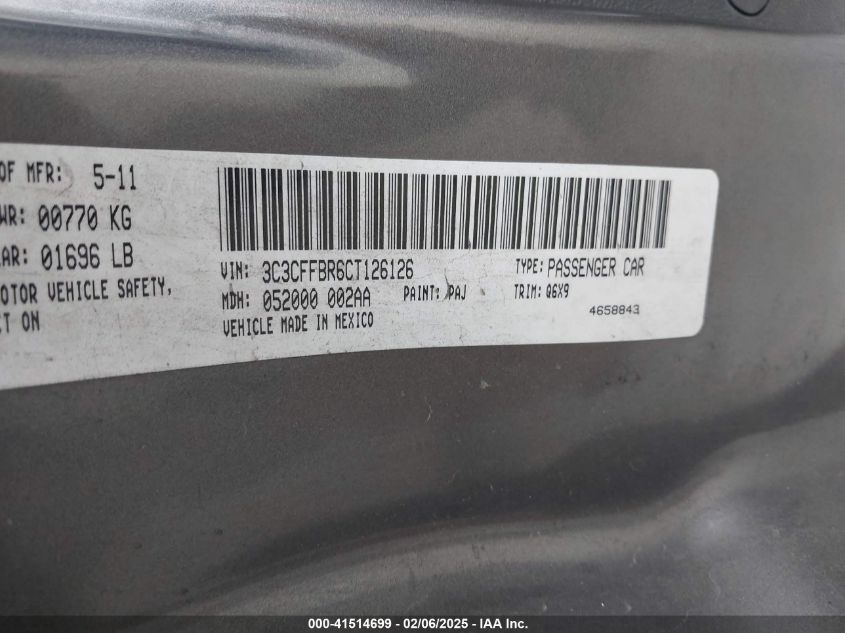 OF MFR: 5-11
WR: 00770 KG
AR: 01696 LB
OTOR VEHICLE SAFETY,
CT ON
VIN: 3C3CFFBR6CT126126
TYPE: PASSENGER CAR
MDH: 052000 002AA
PAINT: PAJ
TRIM: Q6X9
VEHICLE MADE IN MEXICO
4658843
000-41514699 - 02/06/2025 - IAA Inc.